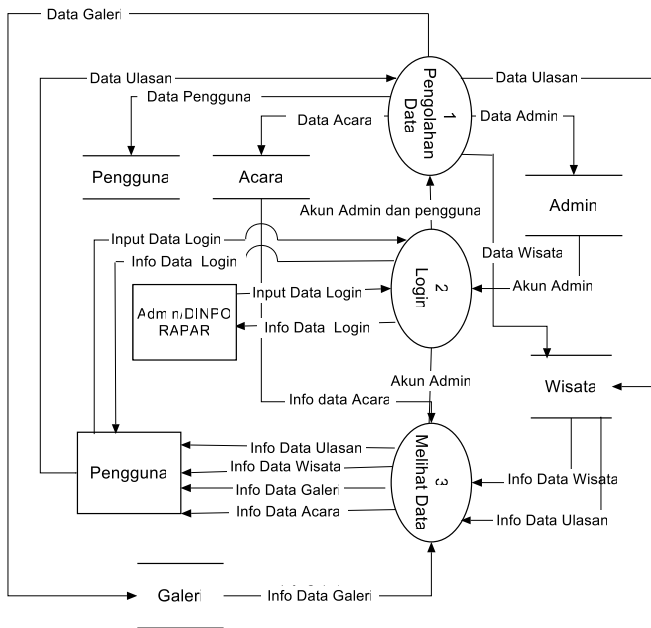 Data Galeri
Data Ulasan
Data Pengguna
Data Acara
1
Pengolahan
Data
Data Ulasan
Data Admin
Pengguna
Acara
Admin
Akun Admin dan pengguna
Input Data Login
Info Data Login
Data Wisata
2
Login
Akun Admin
Admin/DINFO
RAPAR
Input Data Login
Info Data Login
Akun Admin
Wisata
Info data Acara
Pengguna
Info Data Ulasan
Info Data Wisata
Info Data Galeri
Info Data Acara
3
Melihat Data
Info Data Wisata
Info Data Ulasan
Galeri
Info Data Galeri